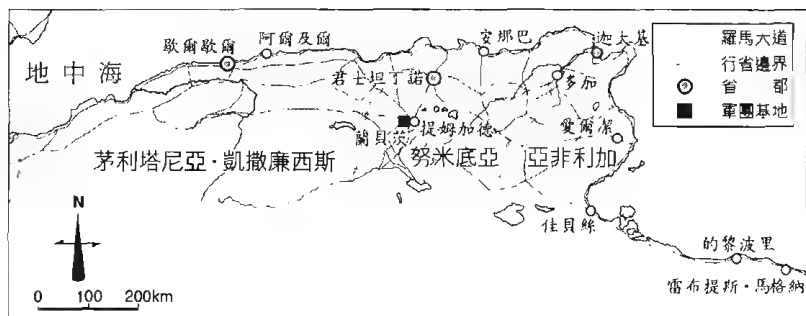 地中海
歇爾歇爾
阿爾及爾
安那巴
迦太基
君士坦丁諾
多加
提姆加德
蘭貝茨
愛爾潔
茅利塔尼亞·凱撒廉西斯
努米底亞
亞非利加
佳貝絲
的黎波里
雷布提斯·馬格納
羅馬大道
行省邊界
省都
軍團基地
N
0 100 200km